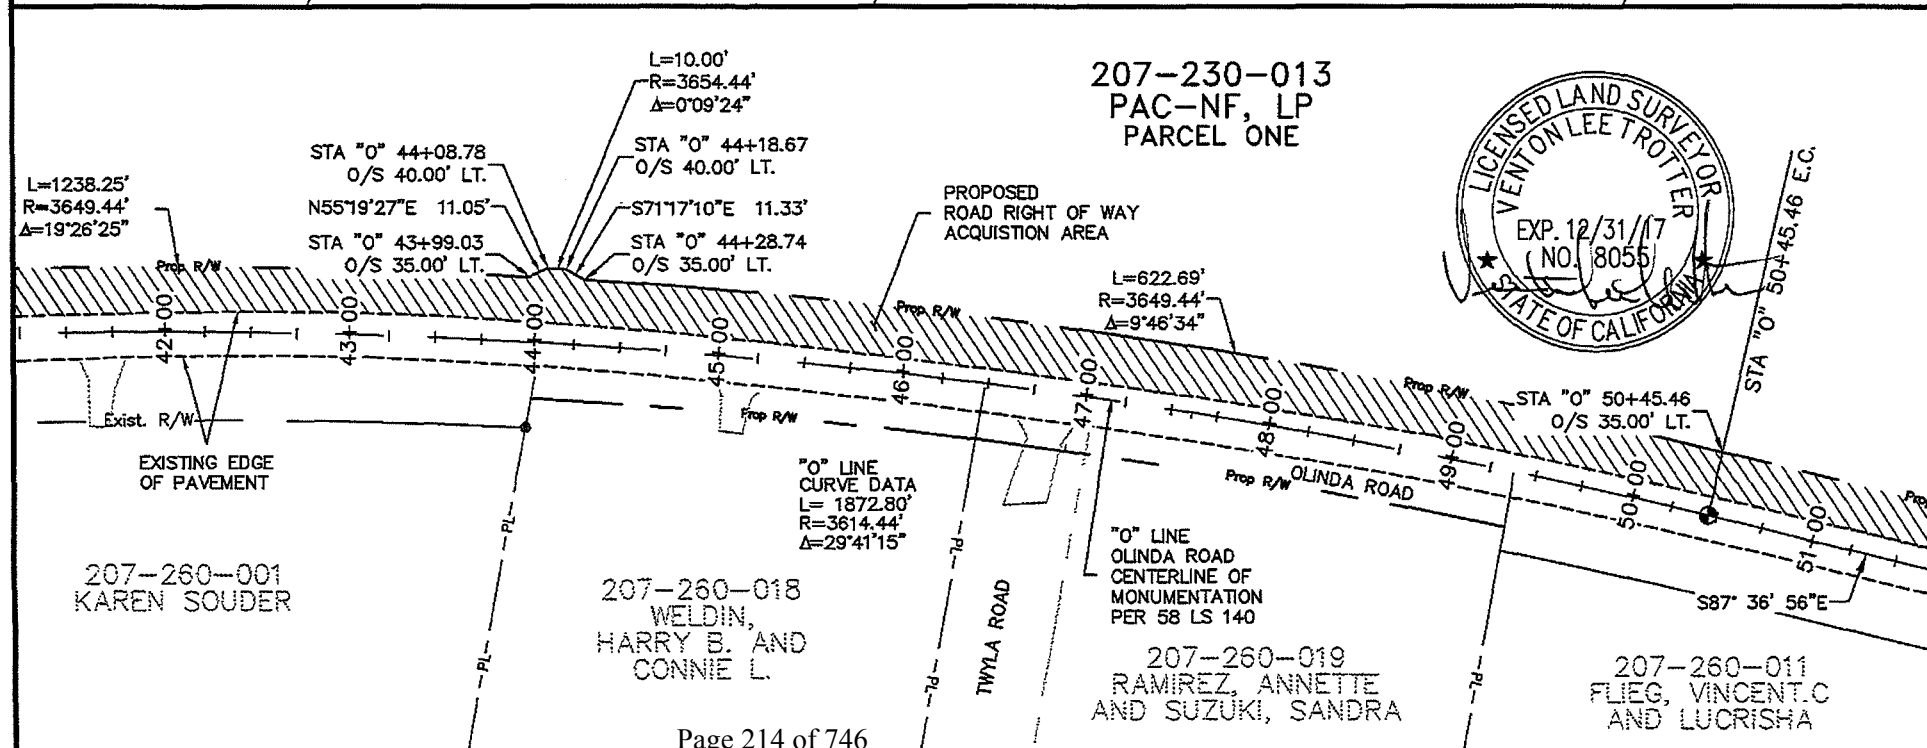 L=10.00'
R=3654.44'
Δ=0°09'24"
207-230-013
PAC-NF, LP
PARCEL ONE
STA "O" 44+08.78
O/S 40.00' LT.
STA "O" 44+18.67
O/S 40.00' LT.
L=1238.25'
R=3649.44'
Δ=19°26'25"
N55°19'27"E 11.05'
S71°17'10"E 11.33'
STA "O" 43+99.03
O/S 35.00' LT.
STA "O" 44+28.74
O/S 35.00' LT.
PROPOSED
ROAD RIGHT OF WAY
ACQUISTION AREA
LICENSED LAND SURVEYOR
VENTON LEE TROTTER
EXP. 12/31/17
NO. 8055
STATE OF CALIFORNIA
STA "O" 50+45.46 E.C.
L=622.69'
R=3649.44'
Δ=9°46'34"
Prop R/W
Prop R/W
Prop R/W
STA "O" 50+45.46
O/S 35.00' LT.
42+00
43+00
44+00
45+00
46+00
47+00
48+00
49+00
50+00
51+00
Exist. R/W
Prop R/W
Prop R/W
OLINDA ROAD
EXISTING EDGE
OF PAVEMENT
"O" LINE
CURVE DATA
L= 1872.80'
R=3614.44'
Δ=29°41'15"
"O" LINE
OLINDA ROAD
CENTERLINE OF
MONUMENTATION
PER 58 LS 140
S87° 36' 56"E
PL
PL
PL
PL
PL
TWYLA ROAD
207-260-001
KAREN SOUDER
207-260-018
WELDIN,
HARRY B. AND
CONNIE L.
207-260-019
RAMIREZ, ANNETTE
AND SUZUKI, SANDRA
207-260-011
FLIEG, VINCENT.C
AND LUCRISHA
Page 214 of 746